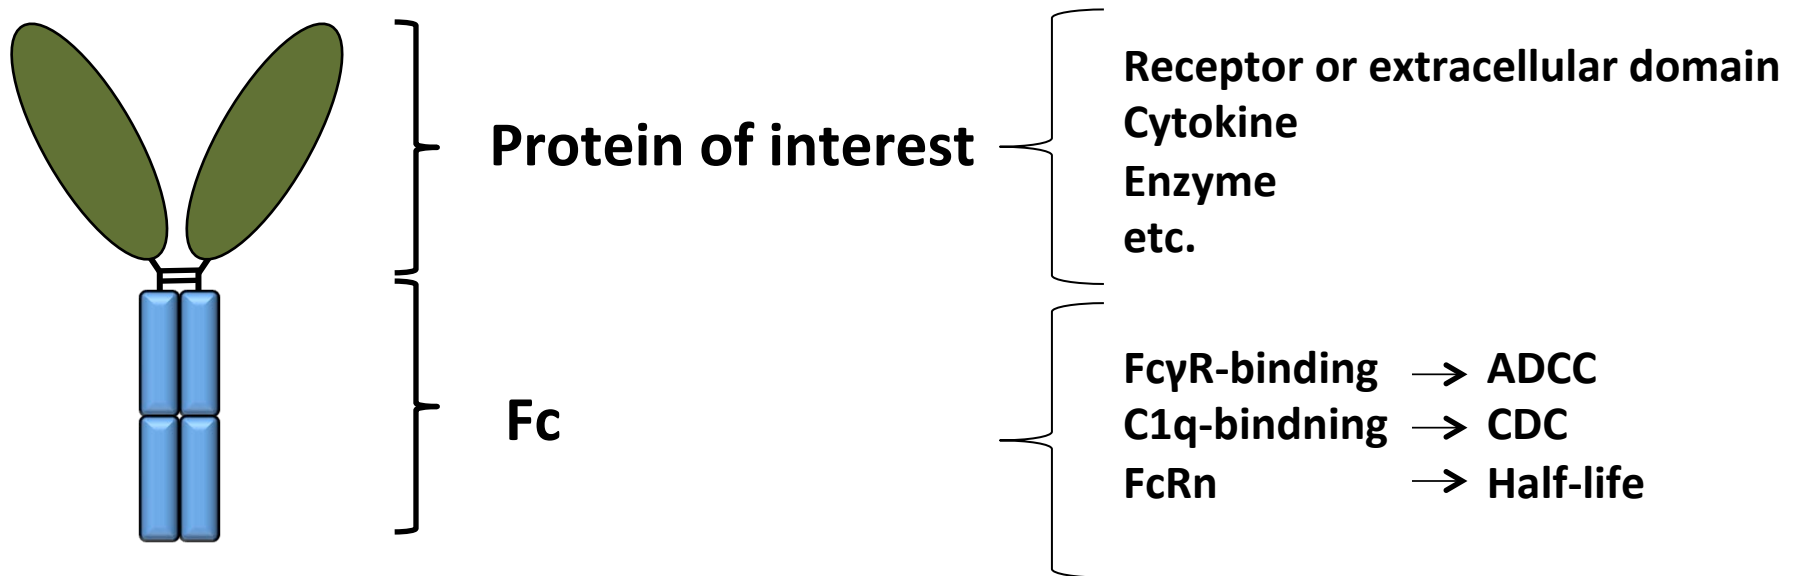 Protein of interest
Receptor or extracellular domain
Cytokine
Enzyme
etc.
Fc
FcγR-binding → ADCC
C1q-bindning → CDC
FcRn → Half-life